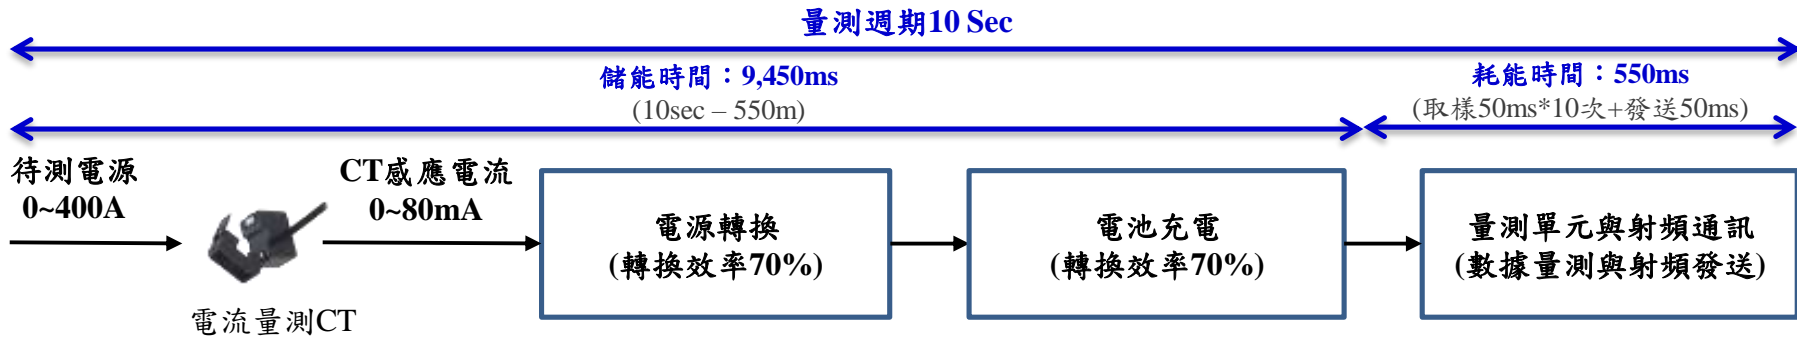 量測週期10 Sec
儲能時間：9,450ms
(10sec – 550m)
耗能時間：550ms
(取樣50ms*10次+發送50ms)
待測電源
0~400A
電流量測CT
CT感應電流
0~80mA
電源轉換
(轉換效率70%)
電池充電
(轉換效率70%)
量測單元與射頻通訊
(數據量測與射頻發送)